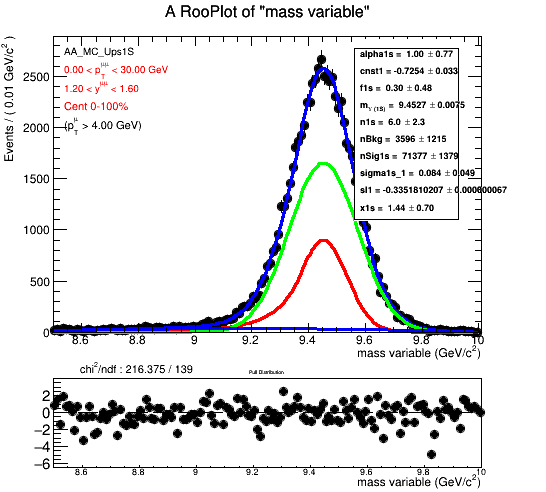 A RooPlot of "mass variable"
Events / ( 0.01 GeV/c² )
AA_MC_Ups1S
0.00 < p_T^μμ < 30.00 GeV
1.20 < y^μμ < 1.60
Cent 0-100%
(p_T^μ > 4.00 GeV)
alpha1s = 1.00 ± 0.77
cnst1 = -0.7254 ± 0.033
f1s = 0.30 ± 0.48
m_Υ(1S) = 9.4527 ± 0.0075
n1s = 6.0 ± 2.3
nBkg = 3596 ± 1215
nSig1s = 71377 ± 1379
sigma1s_1 = 0.084 ± 0.049
sl1 = -0.3351810207 ± 0.000600067
x1s = 1.44 ± 0.70
2500
2000
1500
1000
500
0
8.6 8.8 9 9.2 9.4 9.6 9.8 10
mass variable (GeV/c²)
chi²/ndf : 216.375 / 139
Pull Distribution
2
0
−2
−4
−6
8.6 8.8 9 9.2 9.4 9.6 9.8 10
mass variable (GeV/c²)